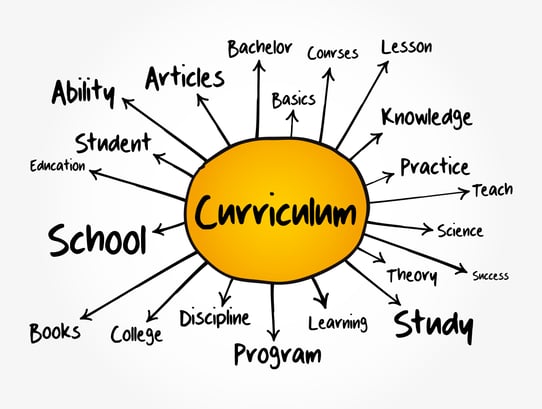 Bachelor
Courses
Lesson
Articles
Ability
Basics
Knowledge
Student
Education
Practice
Teach
Curriculum
School
Science
Theory
Success
Books
College
Discipline
Learning
Study
Program